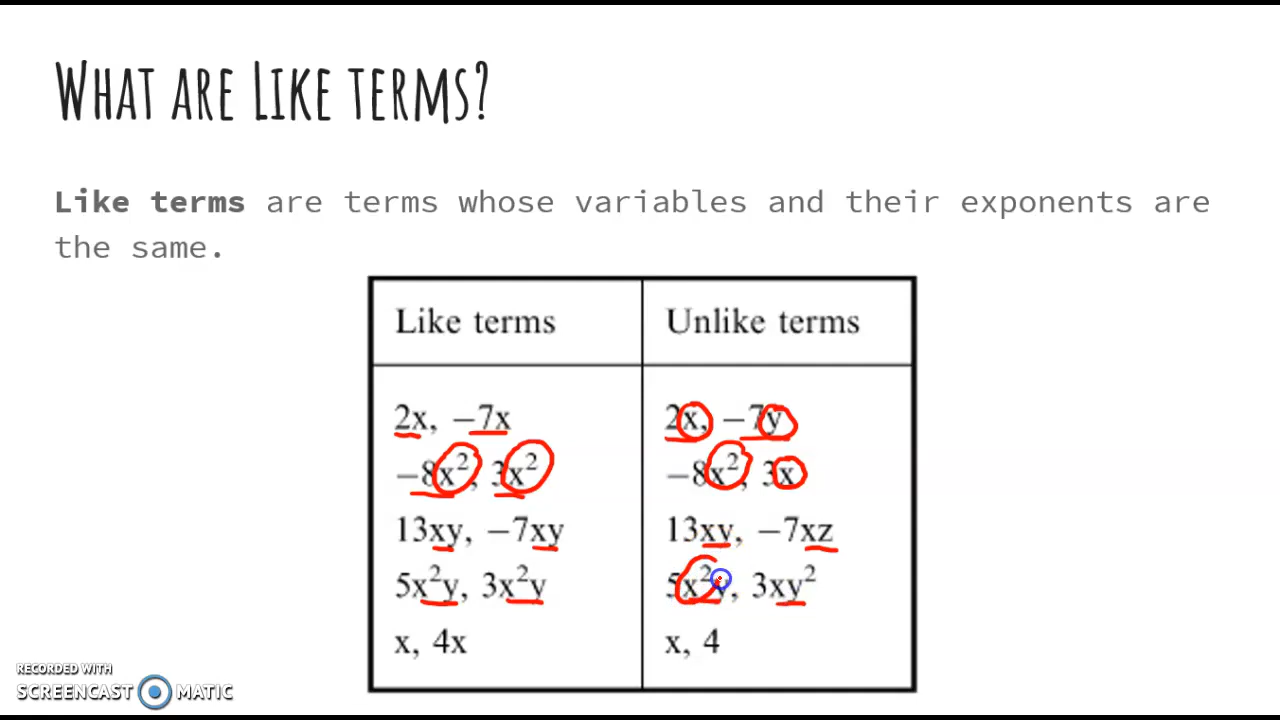 WHAT ARE LIKE TERMS?
Like terms are terms whose variables and their exponents are
the same.
Like terms Unlike terms
2x, −7x 2x, −7y
−8x², 3x² −8x², 3x
13xy, −7xy 13xy, −7xz
5x²y, 3x²y 5x²y, 3xy²
x, 4x x, 4
RECORDED WITH
SCREENCAST MATIC